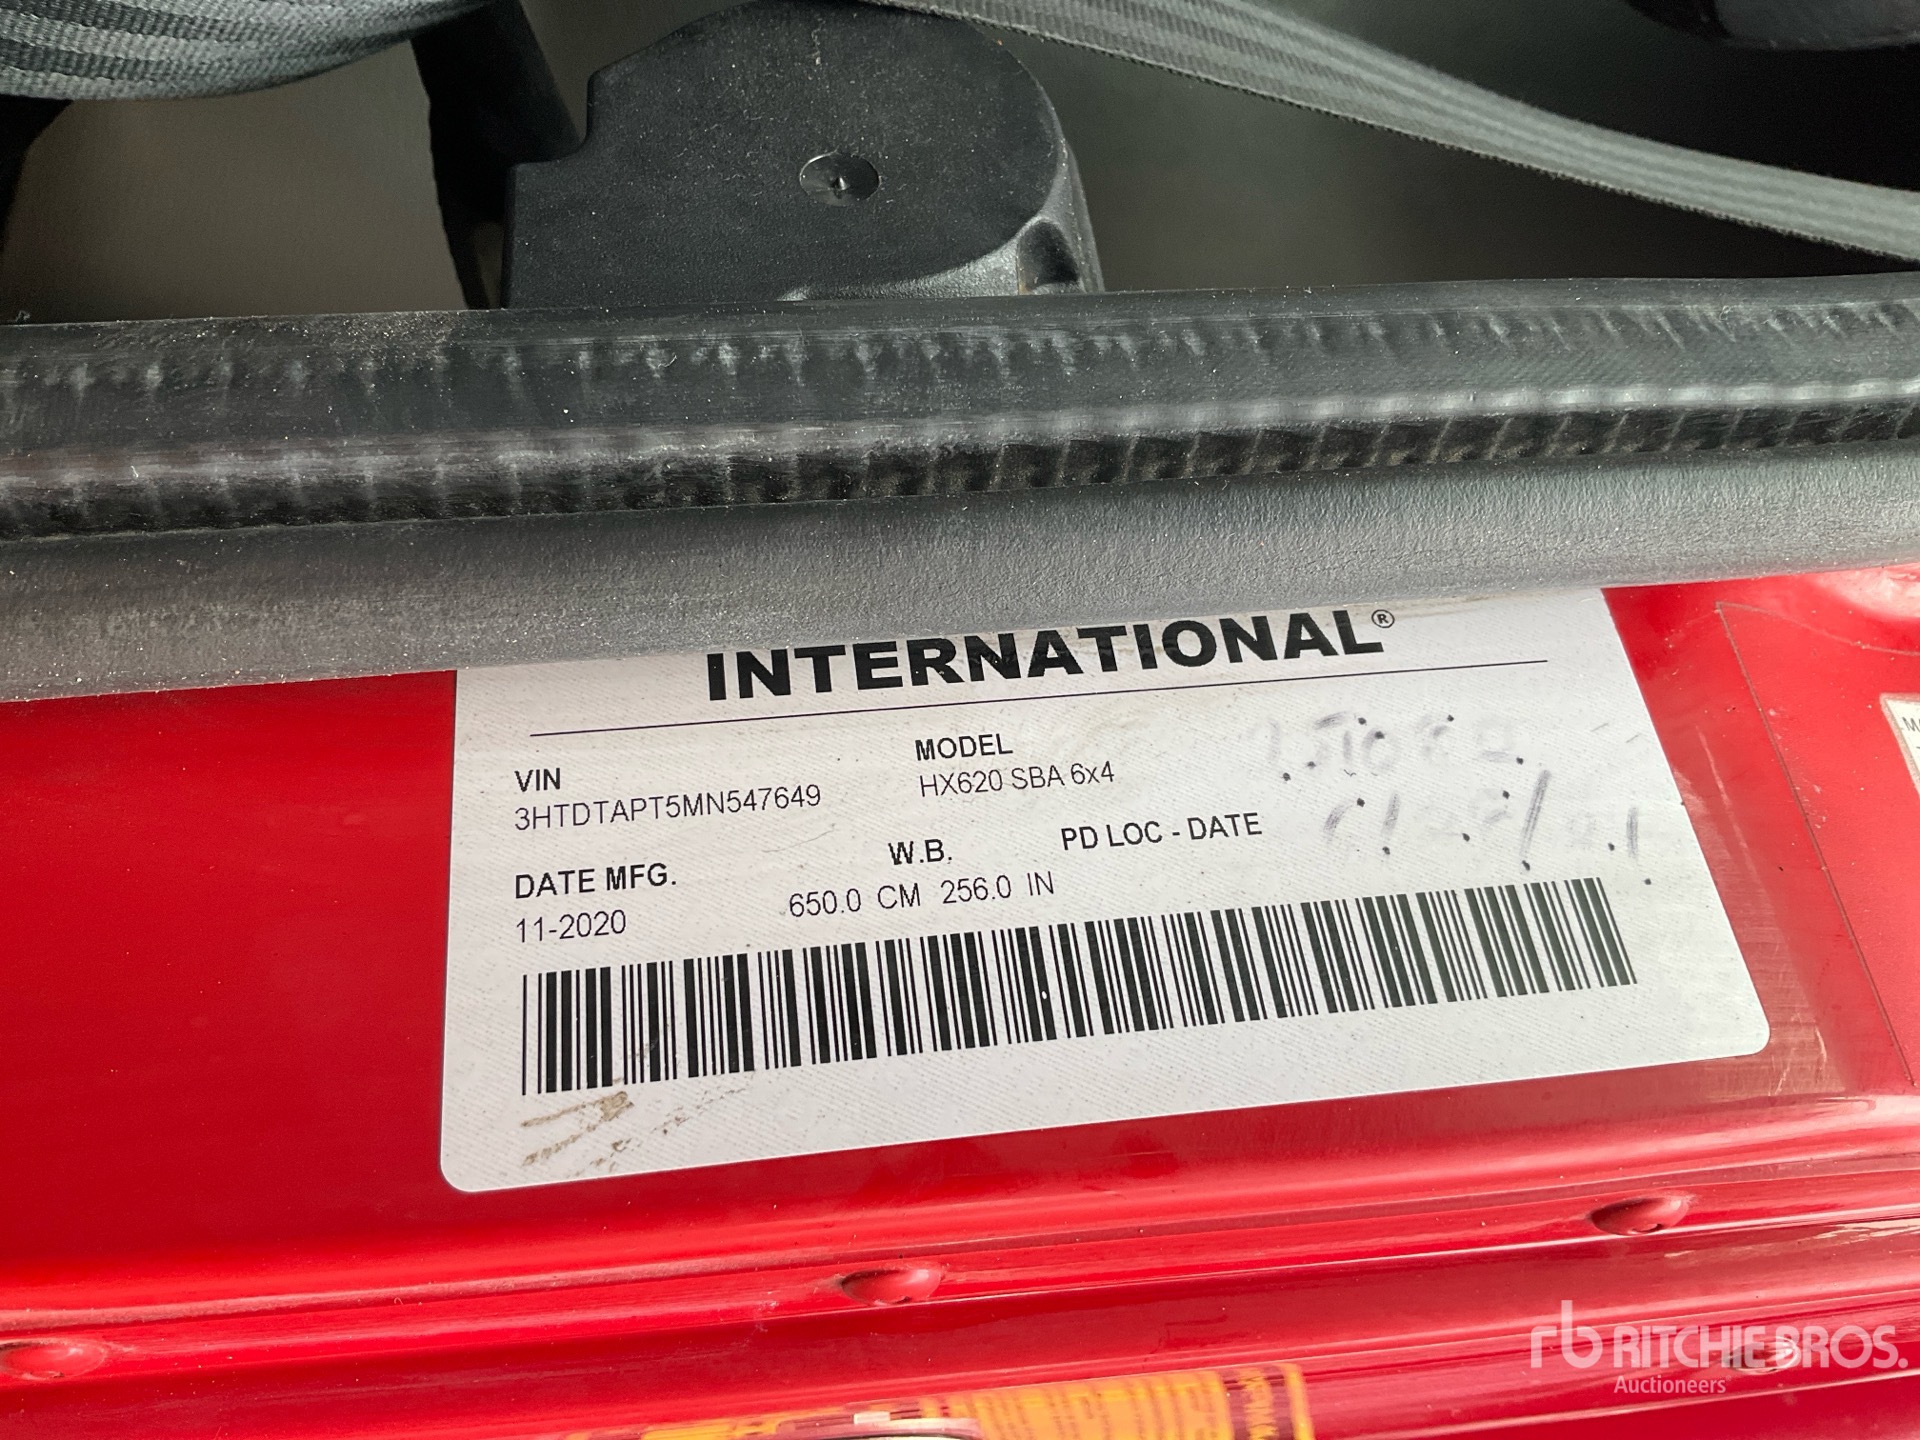 INTERNATIONAL®
VIN
3HTDTAPT5MN547649
MODEL
HX620 SBA 6x4
DATE MFG.
11-2020
W.B.
650.0 CM 256.0 IN
PD LOC - DATE
rb RITCHIE BROS.
Auctioneers